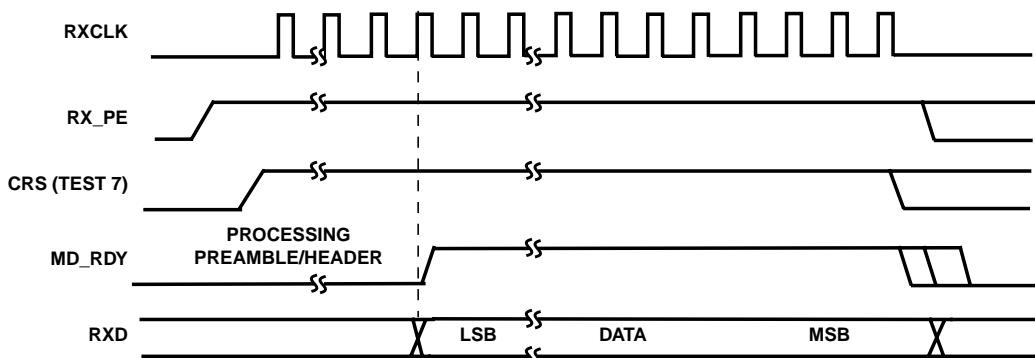 RXCLK
RX_PE
CRS (TEST 7)
PROCESSING
PREAMBLE/HEADER
MD_RDY
RXD
LSB
DATA
MSB